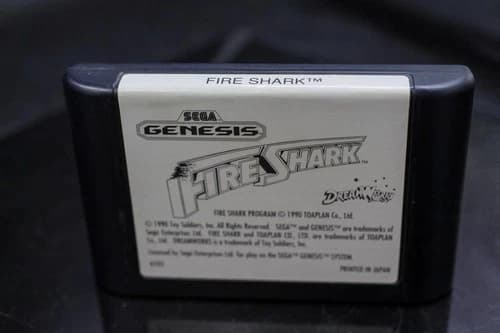 FIRE SHARK™
SEGA
GENESIS
FIRE SHARK™
DREAMWORKS
FIRE SHARK PROGRAM © 1990 TOAPLAN Co., Ltd.
© 1990 Toy Soldiers, Inc. All Rights Reserved. SEGA™ and GENESIS™ are trademarks of
Sega Enterprises Ltd. FIRE SHARK and TOAPLAN CO., LTD. are trademarks of TOAPLAN Co.,
Ltd. DREAMWORKS is a trademark of Toy Soldiers, Inc.
Licensed by Sega Enterprises Ltd. for play on the SEGA™ GENESIS™ SYSTEM.
PRINTED IN JAPAN